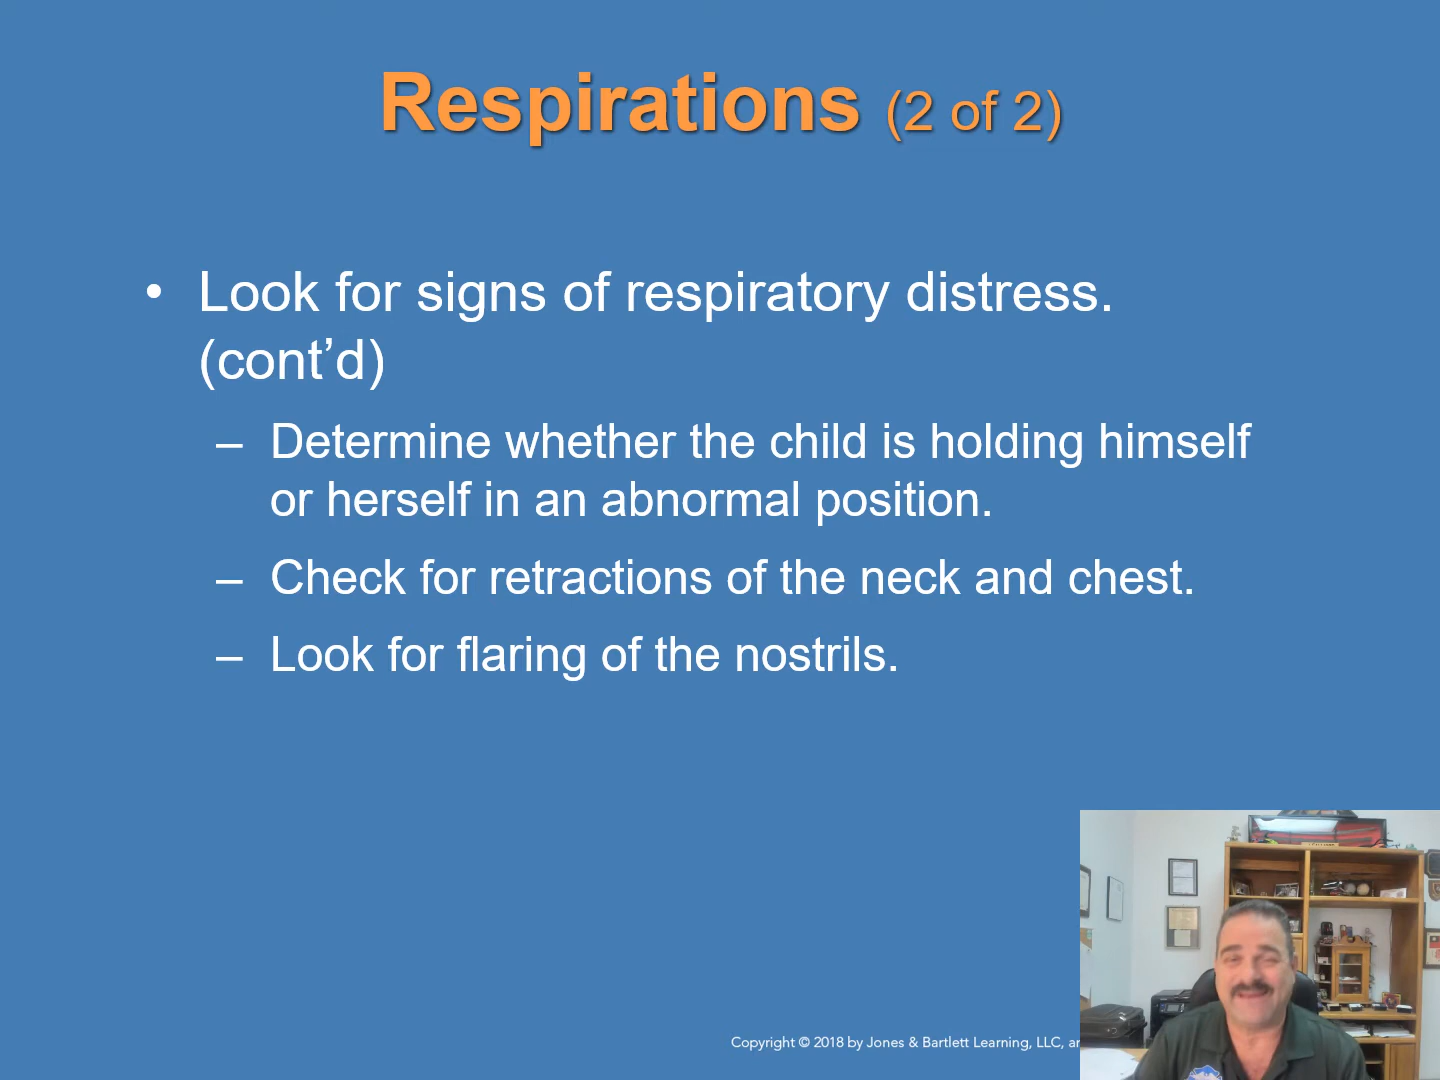 Respirations (2 of 2)
• Look for signs of respiratory distress.
(cont’d)
– Determine whether the child is holding himself
or herself in an abnormal position.
– Check for retractions of the neck and chest.
– Look for flaring of the nostrils.
Copyright © 2018 by Jones & Bartlett Learning, LLC,